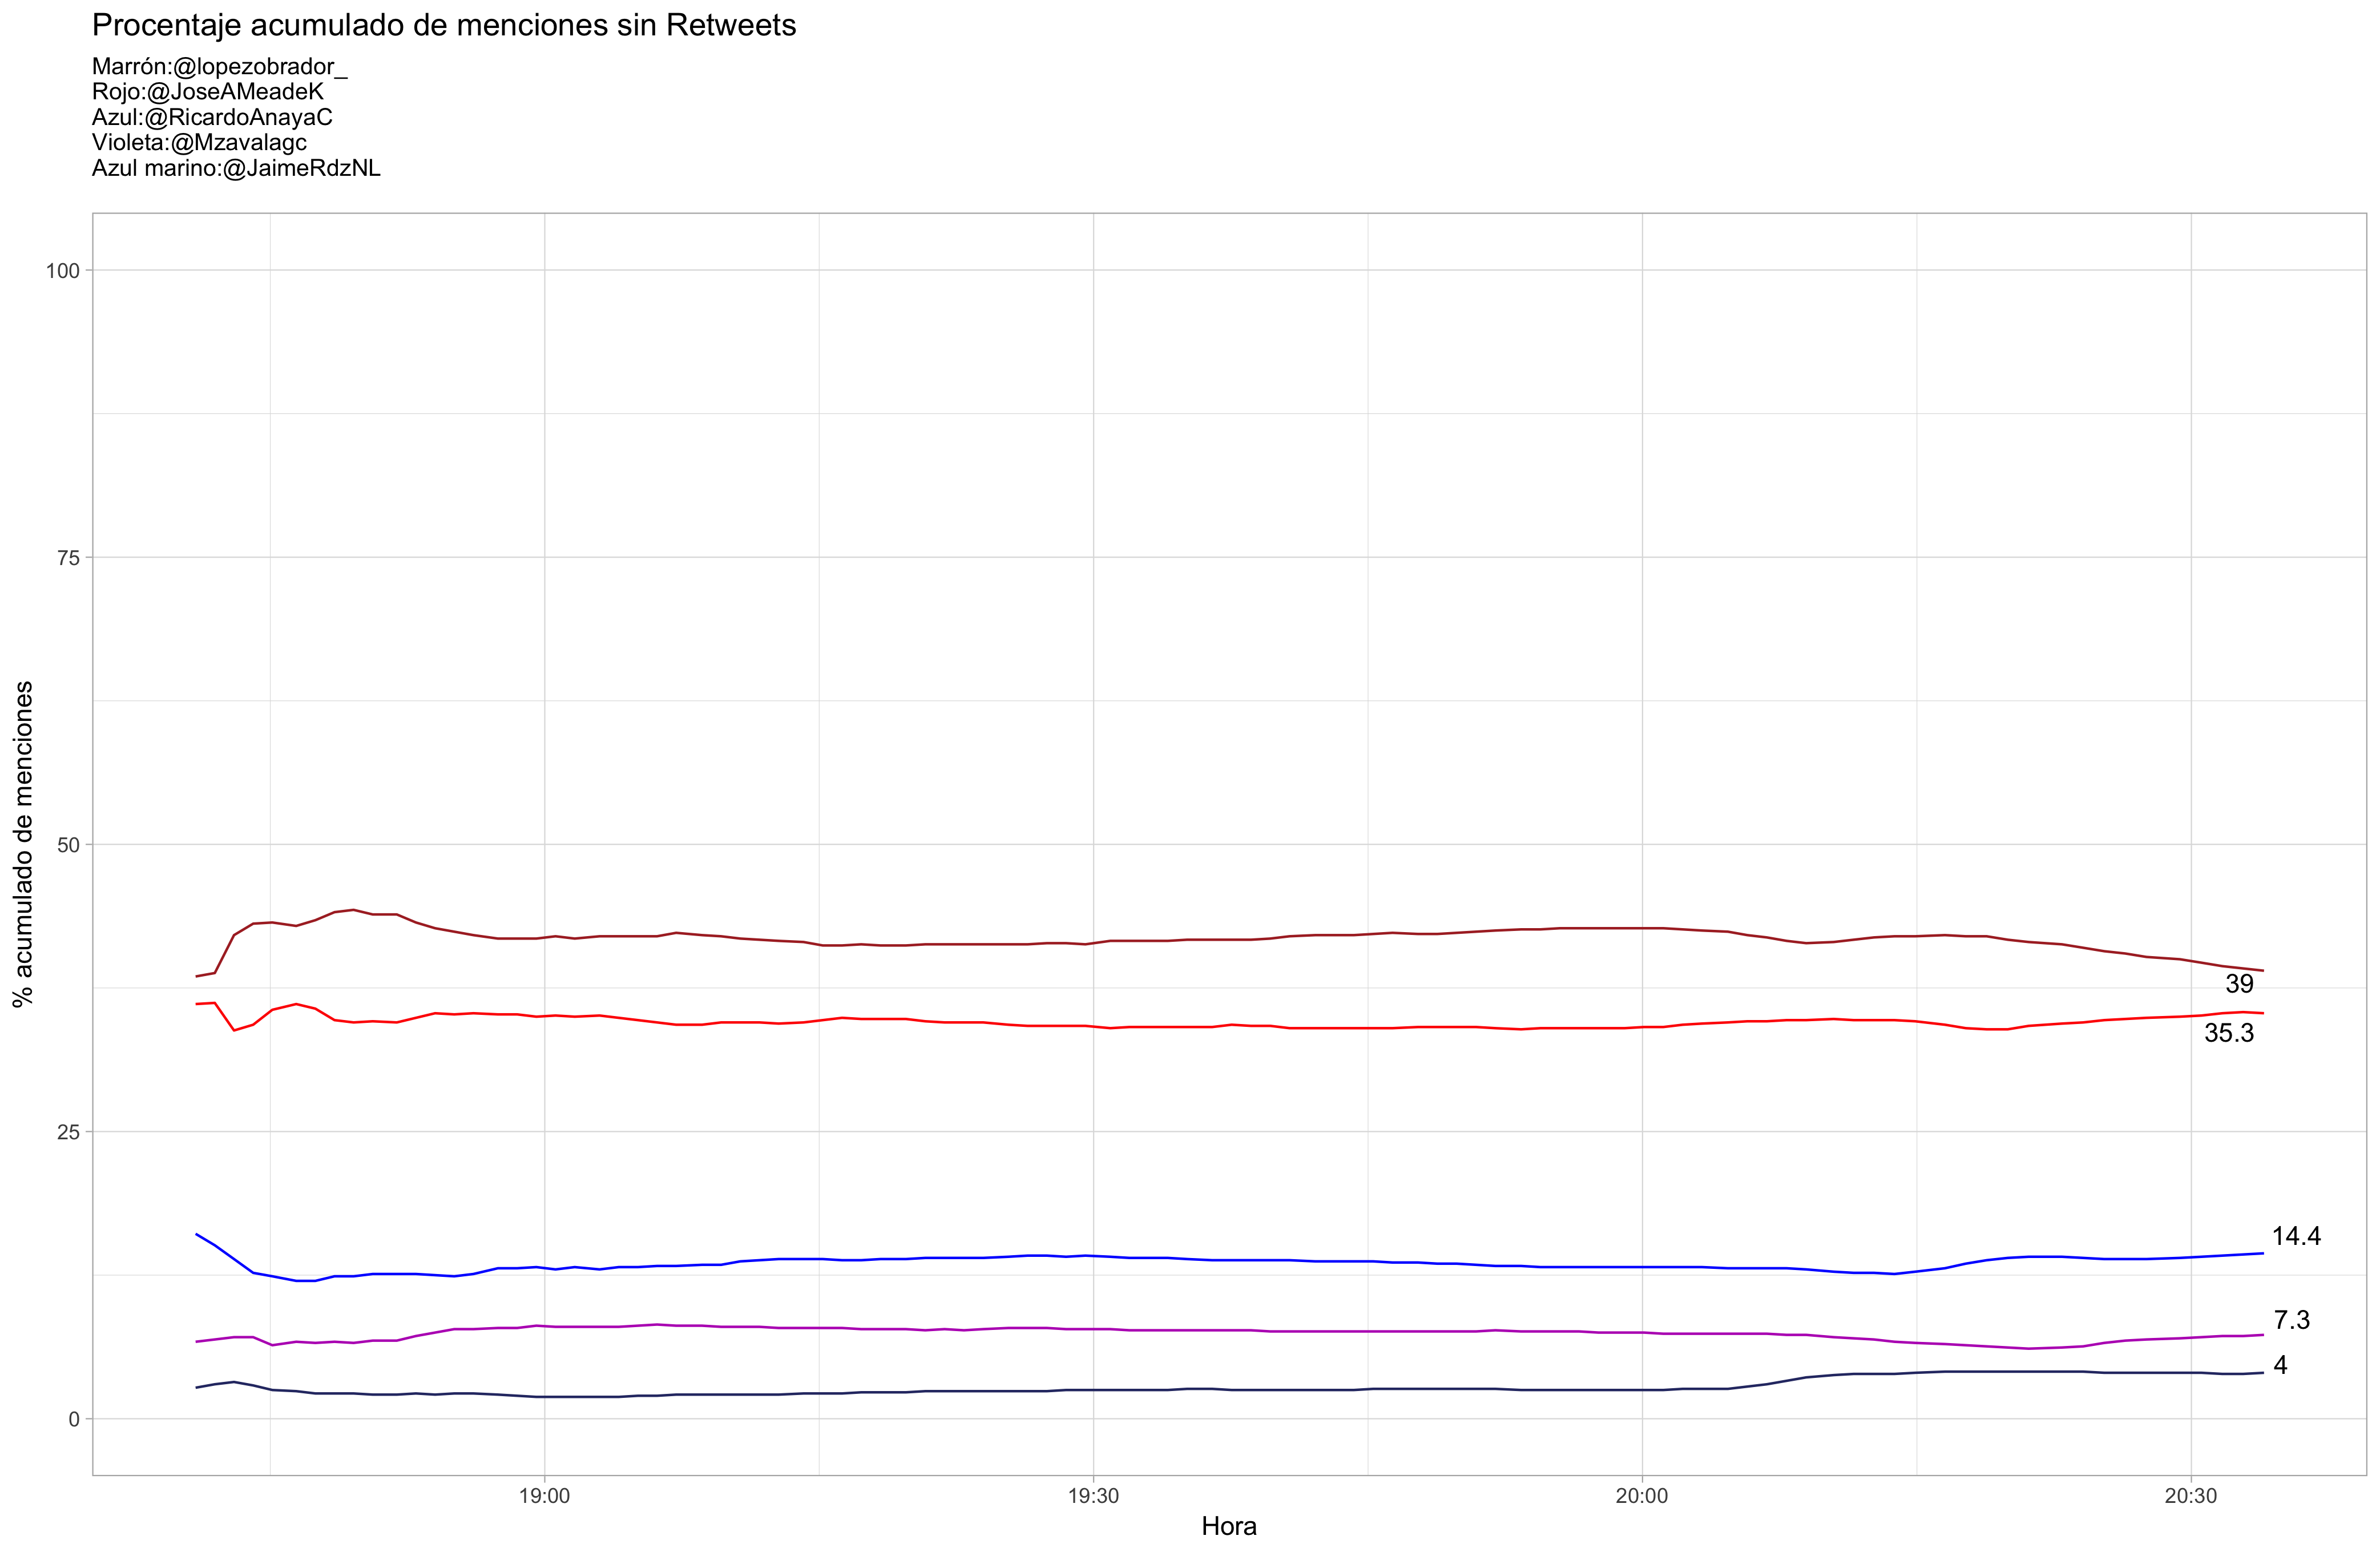 Procentaje acumulado de menciones sin Retweets
Marrón:@lopezobrador_
Rojo:@JoseAMeadeK
Azul:@RicardoAnayaC
Violeta:@Mzavalagc
Azul marino:@JaimeRdzNL
% acumulado de menciones
100
75
50
25
0
39
35.3
14.4
7.3
4
19:00
19:30
20:00
20:30
Hora